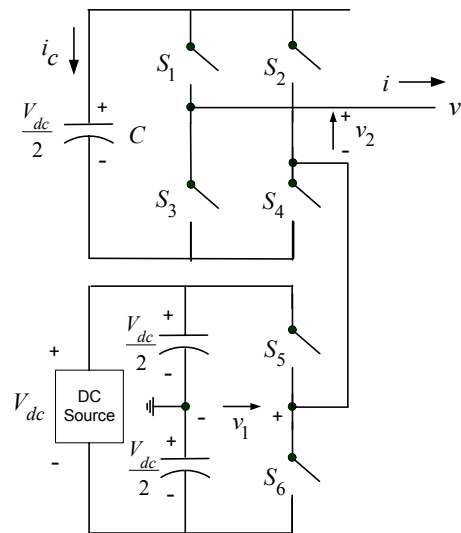 i_c
S_1
S_2
i
v
+
V_dc/2
C
-
+
v_2
-
S_3
S_4
+
V_dc/2
-
S_5
+
V_dc
DC
Source
-
-
v_1
+
+
V_dc/2
-
S_6